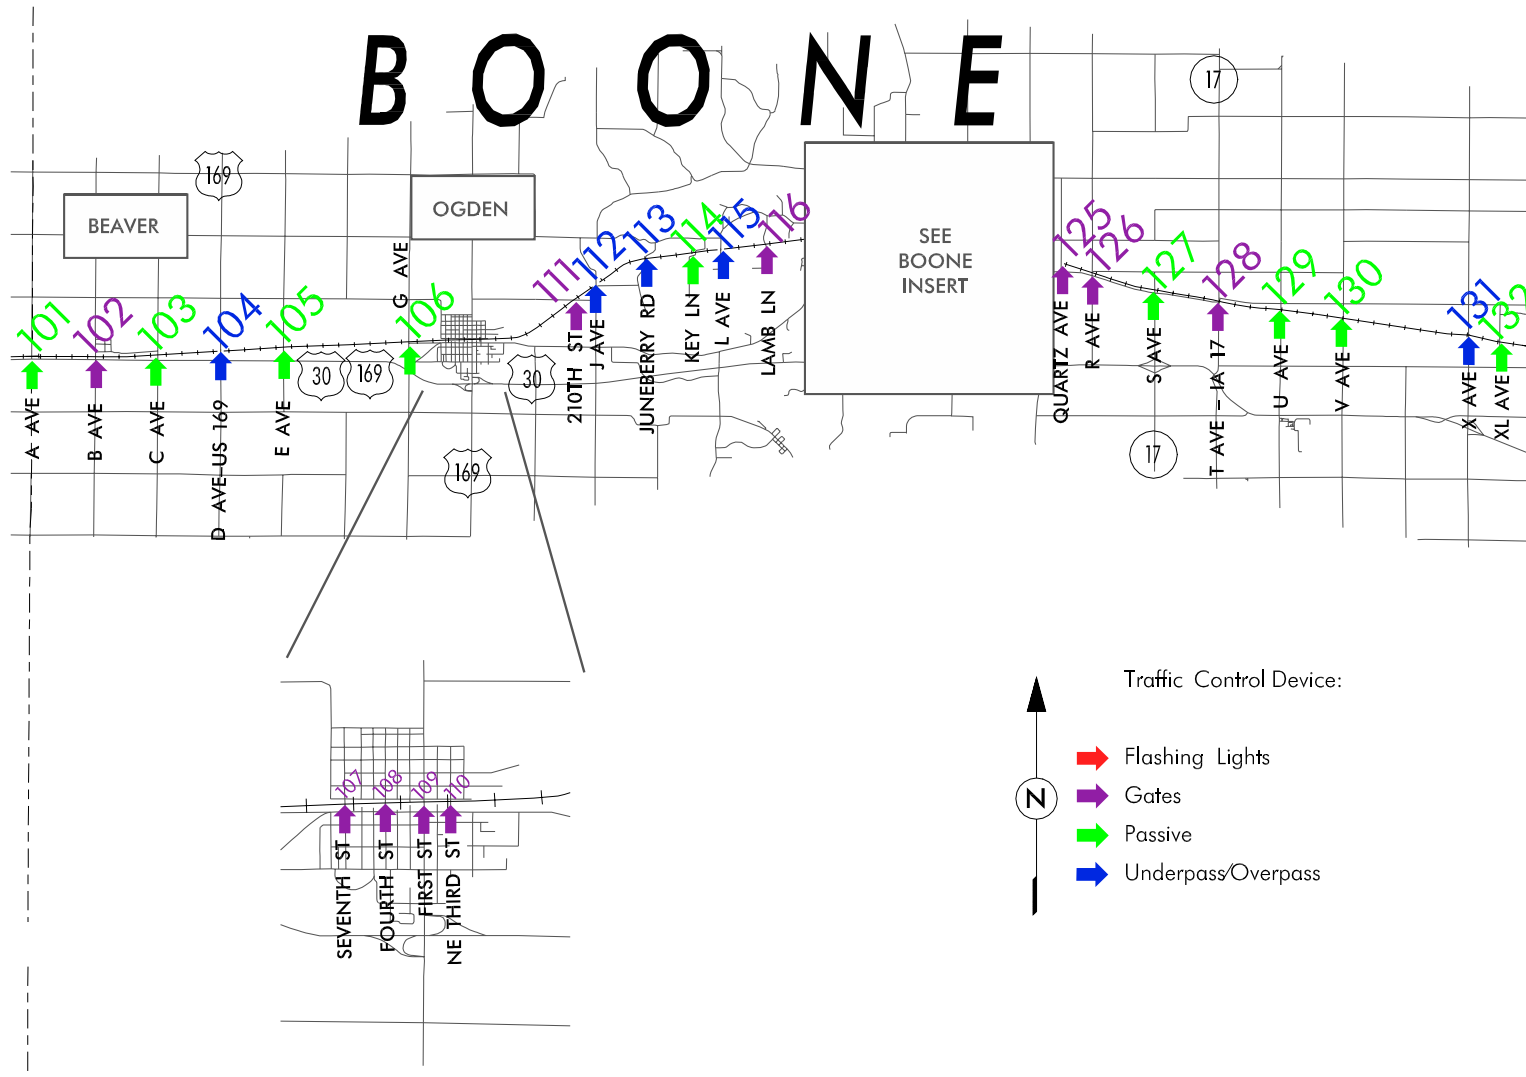 BOONE
17
169
BEAVER
OGDEN
SEE
BOONE
INSERT
101
102
103
104
105
106
111
112
113
114
115
116
125
126
127
128
129
130
131
132
A AVE
B AVE
C AVE
D AVE-US 169
E AVE
G AVE
210TH ST
J AVE
JUNEBERRY RD
KEY LN
L AVE
LAMB LN
QUARTZ AVE
R AVE
S AVE
T AVE - IA 17
U AVE
V AVE
X AVE
XL AVE
30
169
30
169
17
107
108
109
110
SEVENTH ST
FOURTH ST
FIRST ST
NE THIRD ST
N
Traffic Control Device:
Flashing Lights
Gates
Passive
Underpass/Overpass